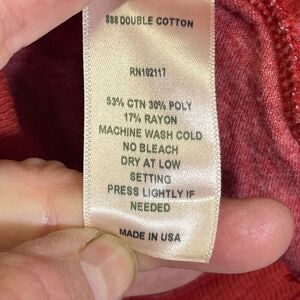 888 DOUBLE COTTON
RN102117
53% CTN 30% POLY
17% RAYON
MACHINE WASH COLD
NO BLEACH
DRY AT LOW
SETTING
PRESS LIGHTLY IF
NEEDED
MADE IN USA